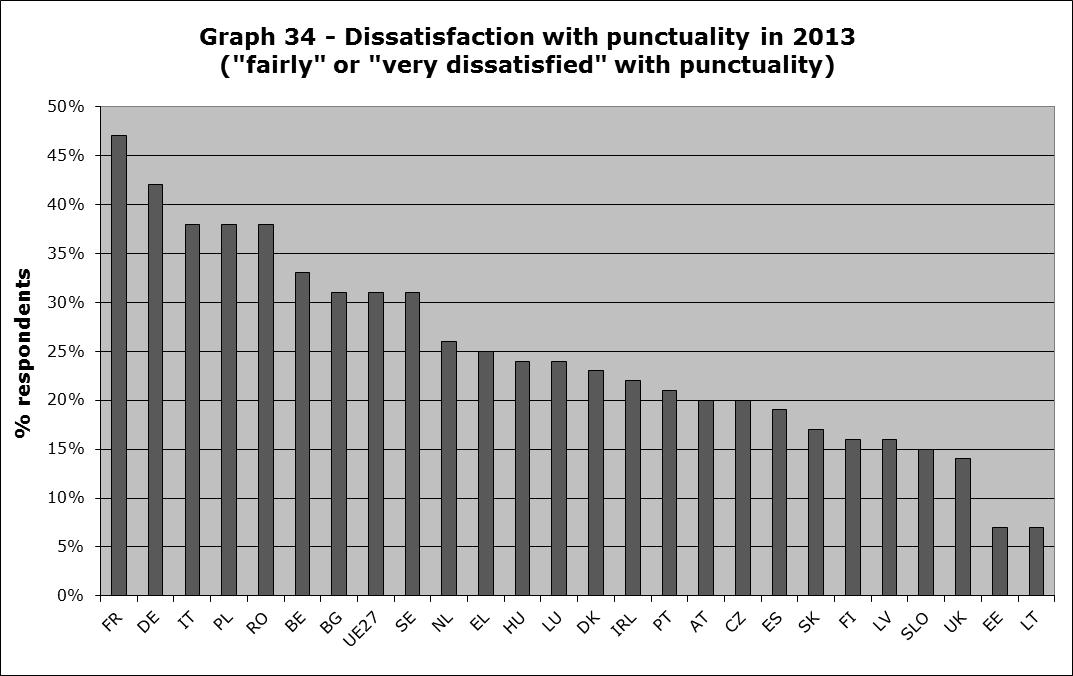 Graph 34 - Dissatisfaction with punctuality in 2013
("fairly" or "very dissatisfied" with punctuality)
50%
45%
40%
35%
30%
25%
20%
15%
10%
5%
0%
% respondents
FR DE IT PL RO BE BG UE27 SE NL EL HU LU DK IRL PT AT CZ ES SK FI LV SLO UK EE LT